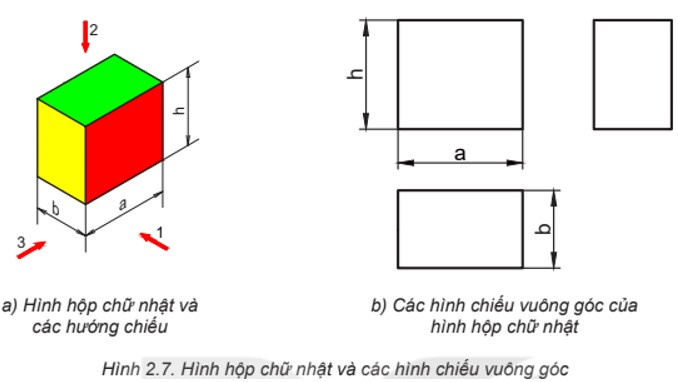 2
h
b
a
3
1
a) Hình hộp chữ nhật và
các hướng chiếu
h
a
b
b) Các hình chiếu vuông góc của
hình hộp chữ nhật
Hình 2.7. Hình hộp chữ nhật và các hình chiếu vuông góc